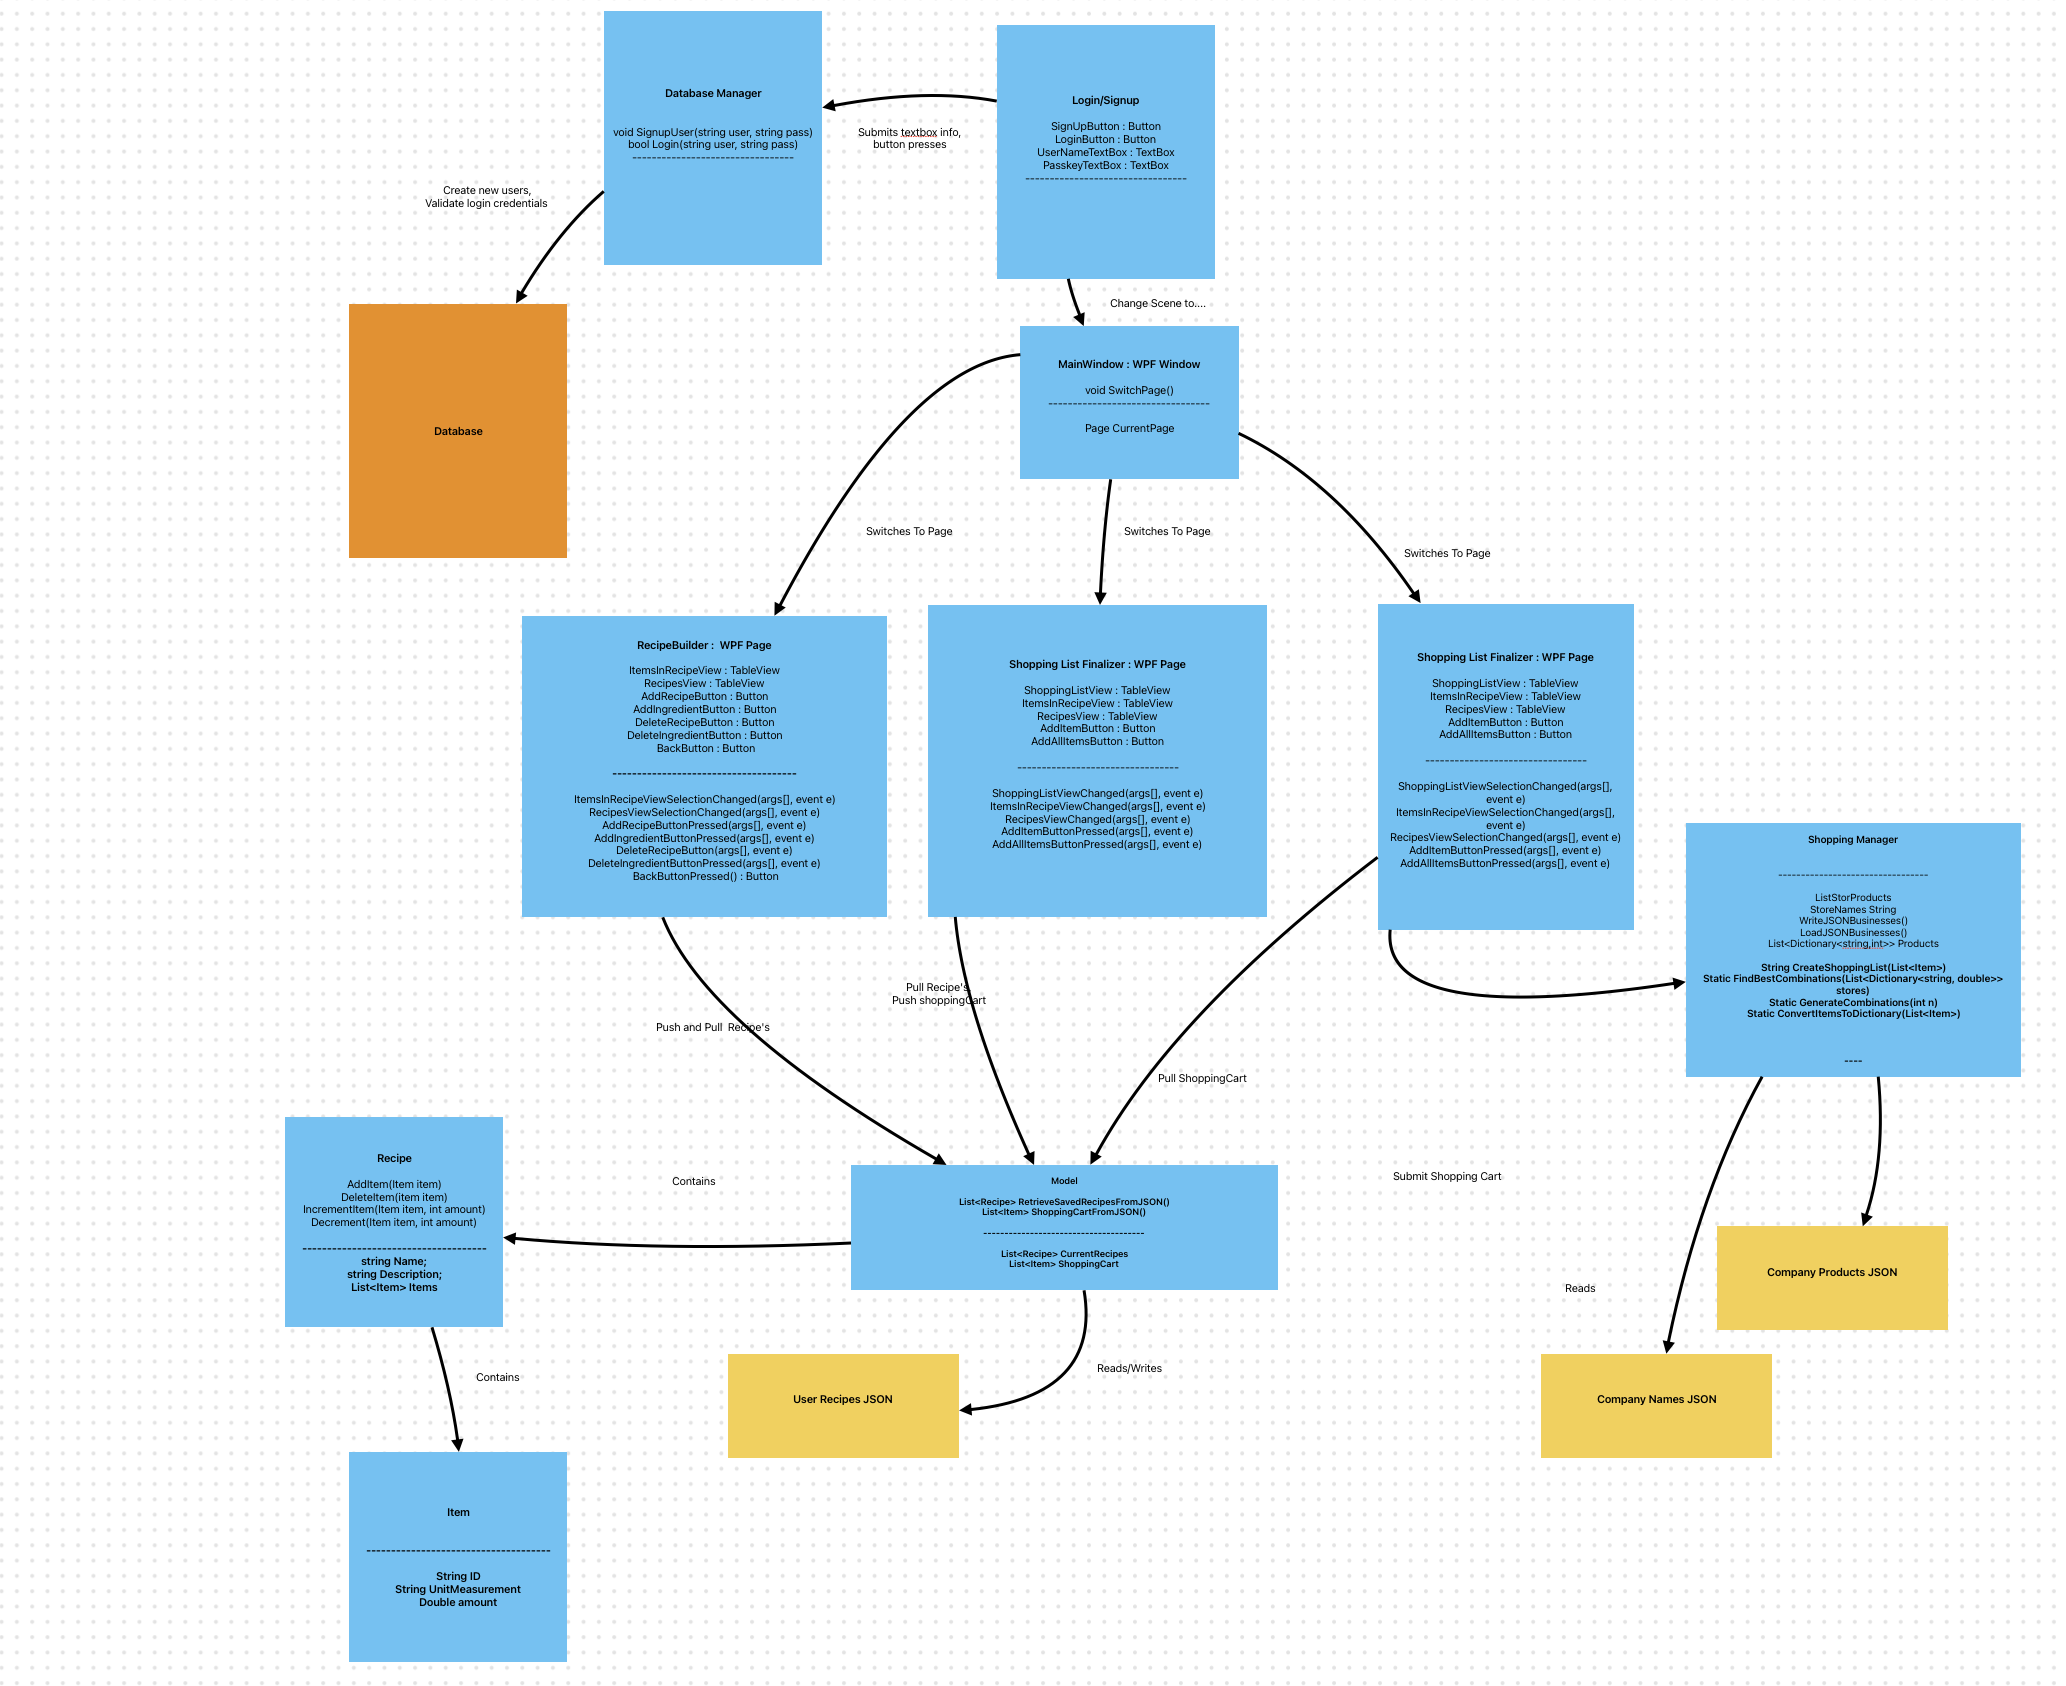 Database Manager
void SignupUser(string user, string pass)
bool Login(string user, string pass)
---------------------------------
Login/Signup
SignUpButton : Button
LoginButton : Button
UserNameTextBox : TextBox
PasskeyTextBox : TextBox
---------------------------------
Submits textbox info,
button presses
Create new users,
Validate login credentials
Database
Change Scene to....
MainWindow : WPF Window
void SwitchPage()
---------------------------------
Page CurrentPage
Switches To Page
Switches To Page
Switches To Page
RecipeBuilder :  WPF Page
ItemsInRecipeView : TableView
RecipesView : TableView
AddRecipeButton : Button
AddIngredientButton : Button
DeleteRecipeButton : Button
DeleteIngredientButton : Button
BackButton : Button
--------------------------------------
ItemsInRecipeViewSelectionChanged(args[], event e)
RecipesViewSelectionChanged(args[], event e)
AddRecipeButtonPressed(args[], event e)
AddIngredientButtonPressed(args[], event e)
DeleteRecipeButton(args[], event e)
DeleteIngredientButtonPressed(args[], event e)
BackButtonPressed() : Button
Shopping List Finalizer : WPF Page
ShoppingListView : TableView
ItemsInRecipeView : TableView
RecipesView : TableView
AddItemButton : Button
AddAllItemsButton : Button
---------------------------------
ShoppingListViewChanged(args[], event e)
ItemsInRecipeViewChanged(args[], event e)
RecipesViewChanged(args[], event e)
AddItemButtonPressed(args[], event e)
AddAllItemsButtonPressed(args[], event e)
Shopping List Finalizer : WPF Page
ShoppingListView : TableView
ItemsInRecipeView : TableView
RecipesView : TableView
AddItemButton : Button
AddAllItemsButton : Button
---------------------------------
ShoppingListViewSelectionChanged(args[],
event e)
ItemsInRecipeViewSelectionChanged(args[],
event e)
RecipesViewSelectionChanged(args[], event e)
AddItemButtonPressed(args[], event e)
AddAllItemsButtonPressed(args[], event e)
Shopping Manager
---------------------------------
ListStorProducts
StoreNames String
WriteJSONBusinesses()
LoadJSONBusinesses()
List<Dictionary<string,int>> Products
String CreateShoppingList(List<Item>)
Static FindBestCombinations(List<Dictionary<string, double>>
stores)
Static GenerateCombinations(int n)
Static ConvertItemsToDictionary(List<Item>)
----
Push and Pull  Recipe's
Pull Recipe's
Push shoppingCart
Pull ShoppingCart
Submit Shopping Cart
Recipe
AddItem(Item item)
DeleteItem(item item)
IncrementItem(Item item, int amount)
Decrement(Item item, int amount)
--------------------------------------
string Name;
string Description;
List<Item> Items
Contains
Model
List<Recipe> RetrieveSavedRecipesFromJSON()
List<Item> ShoppingCartFromJSON()
--------------------------------------
List<Recipe> CurrentRecipes
List<Item> ShoppingCart
Contains
Reads/Writes
Reads
User Recipes JSON
Company Products JSON
Company Names JSON
Item
--------------------------------------
String ID
String UnitMeasurement
Double amount